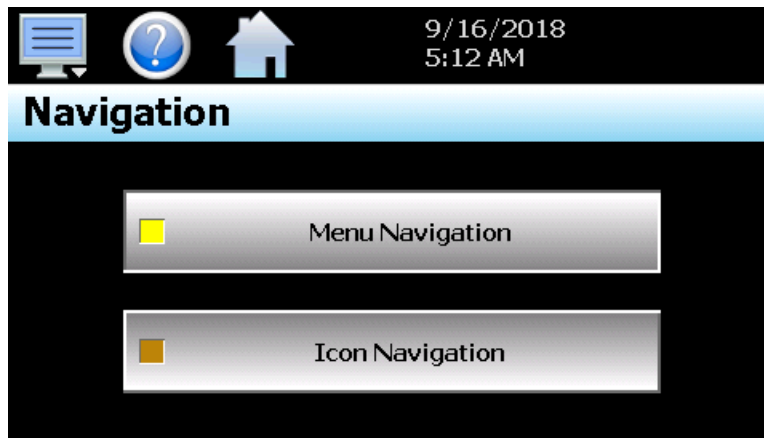 ?
9/16/2018
5:12 AM
Navigation
Menu Navigation
Icon Navigation